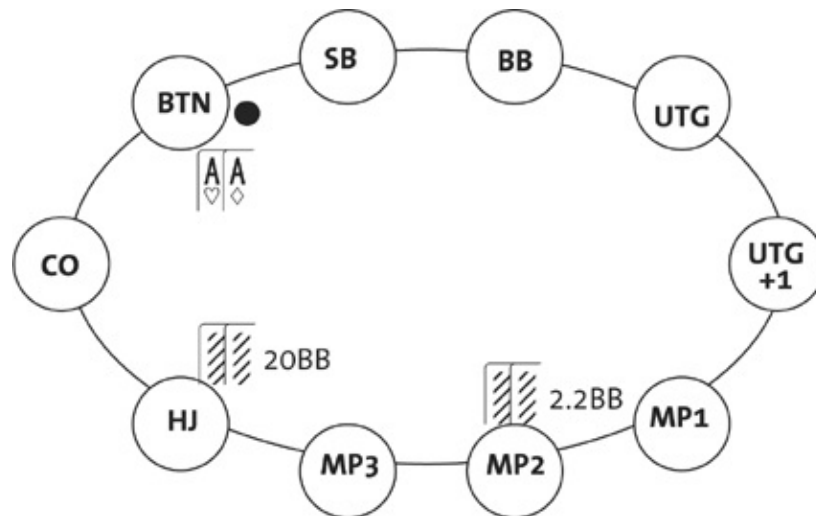 SB
BB
BTN
UTG
A A
CO
UTG
+1
20BB
2.2BB
HJ
MP1
MP3
MP2